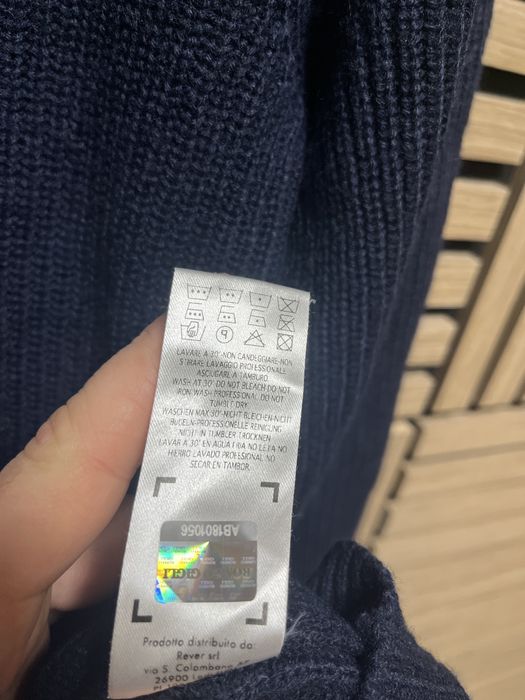 P
LAVARE A 30°-NON CANDEGGIARE-NON
STIRARE LAVAGGIO PROFESSIONALE
ASCIUGARL A TAMBURO
WASH AT 30° DO NOT BLEACH DO NOT
IRON WASH PROFESSIONAL DO NOT
TUMBLE DRY
WASCHEN MAX 30°-NICHT BLEICHEN-NICHT
BUGELN-PROFESSIONELLE REINIGUNG
NICHT IN TUMBLER TROCKNEN
LAVAR A 30° EN AGUA FRIA NO LEJIA NO
HIERRO LAVADO PROFESIONAL NO
SECAR EN TAMBOR
AB1801056
GIGLI
Prodotto distribuito da:
Rever srl
via S. Colombano
26900